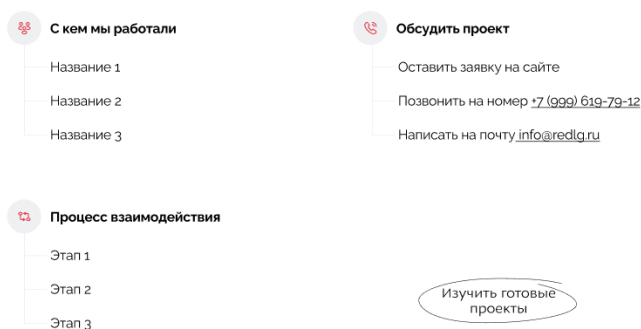 С кем мы работали
Название 1
Название 2
Название 3
Обсудить проект
Оставить заявку на сайте
Позвонить на номер +7 (999) 619-79-12
Написать на почту info@redlg.ru
Процесс взаимодействия
Этап 1
Этап 2
Этап 3
Изучить готовые
проекты